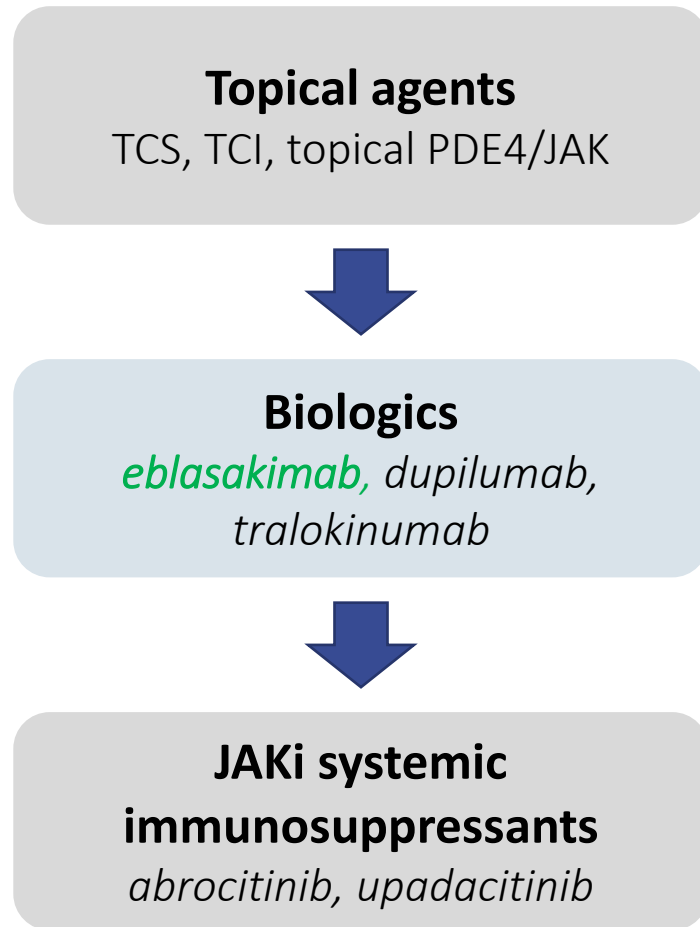 Topical agents
TCS, TCI, topical PDE4/JAK
Biologics
eblasakimab, dupilumab,
tralokinumab
JAKi systemic
immunosuppressants
abrocitinib, upadacitinib